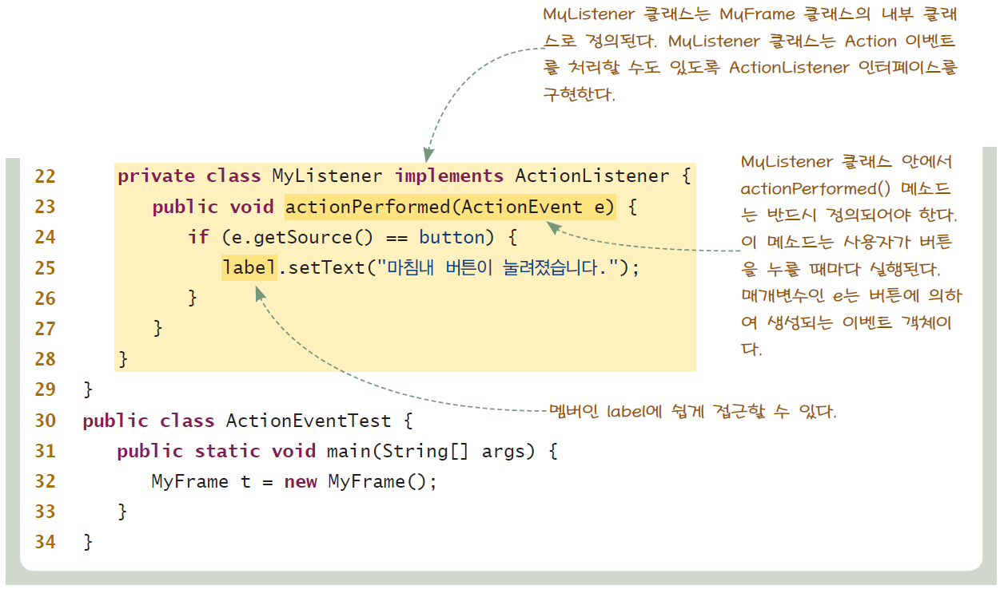 MyListener 클래스는 MyFrame 클래스의 내부 클래
스로 정의된다. MyListener 클래스는 Action 이벤트
를 처리할 수도 있도록 ActionListener 인터페이스를
구현한다.
22 private class MyListener implements ActionListener {
23 public void actionPerformed(ActionEvent e) {
24 if (e.getSource() == button) {
25 label.setText("마침내 버튼이 눌려졌습니다.");
26 }
27 }
28 }
29 }
30 public class ActionEventTest {
31 public static void main(String[] args) {
32 MyFrame t = new MyFrame();
33 }
34 }
MyListener 클래스 안에서
actionPerformed() 메소드
는 반드시 정의되어야 한다.
이 메소드는 사용자가 버튼
을 누를 때마다 실행된다.
매개변수인 e는 버튼에 의하
여 생성되는 이벤트 객체이
다.
멤버인 label에 쉽게 접근할 수 있다.